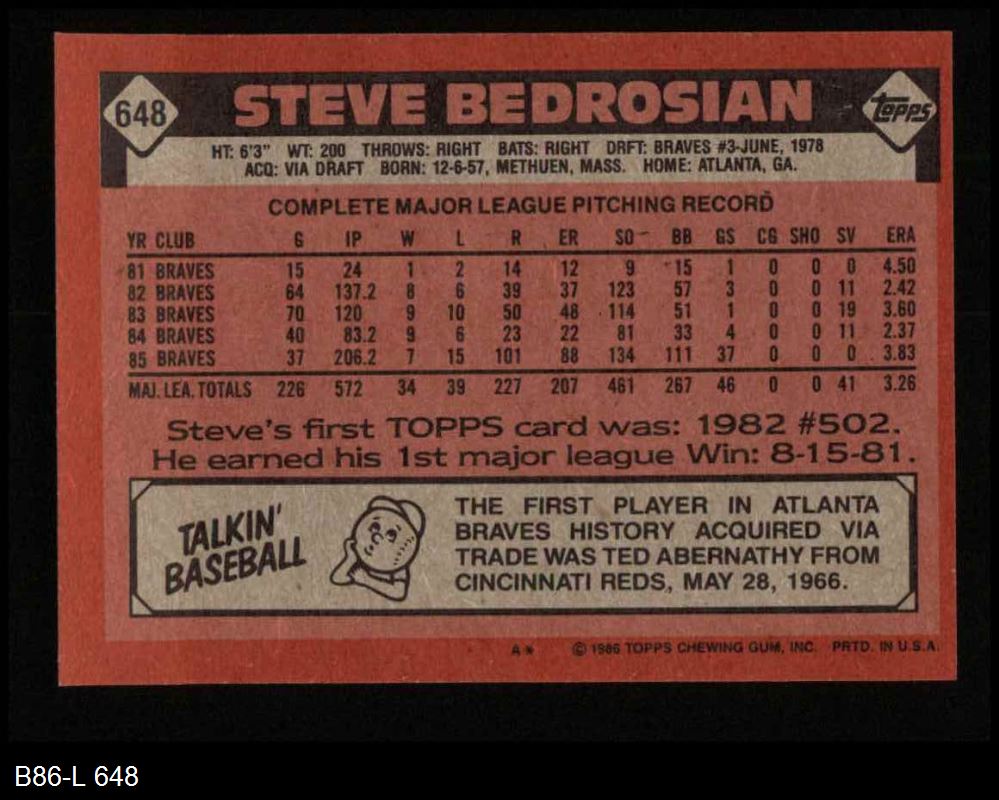 648 STEVE BEDROSIAN TOPPS
HT: 6'3" WT: 200 THROWS: RIGHT BATS: RIGHT DRFT: BRAVES #3-JUNE, 1978
ACQ: VIA DRAFT BORN: 12-6-57, METHUEN, MASS. HOME: ATLANTA, GA.
COMPLETE MAJOR LEAGUE PITCHING RECORD
YR CLUB G IP W L R ER SO BB GS CG SHO SV ERA
81 BRAVES 15 24 1 2 14 12 9 15 1 0 0 0 4.50
82 BRAVES 64 137.2 8 6 39 37 123 57 3 0 0 11 2.42
83 BRAVES 70 120 9 10 50 48 114 51 1 0 0 19 3.60
84 BRAVES 40 83.2 9 6 23 22 81 33 4 0 0 11 2.37
85 BRAVES 37 206.2 7 15 101 88 134 111 37 0 0 0 3.83
MAJ. LEA. TOTALS 226 572 34 39 227 207 461 267 46 0 0 41 3.26
Steve's first TOPPS card was: 1982 #502.
He earned his 1st major league Win: 8-15-81.
TALKIN'
BASEBALL
THE FIRST PLAYER IN ATLANTA
BRAVES HISTORY ACQUIRED VIA
TRADE WAS TED ABERNATHY FROM
CINCINNATI REDS, MAY 28, 1966.
A* © 1986 TOPPS CHEWING GUM, INC. PRTD. IN U.S.A.
B86-L 648